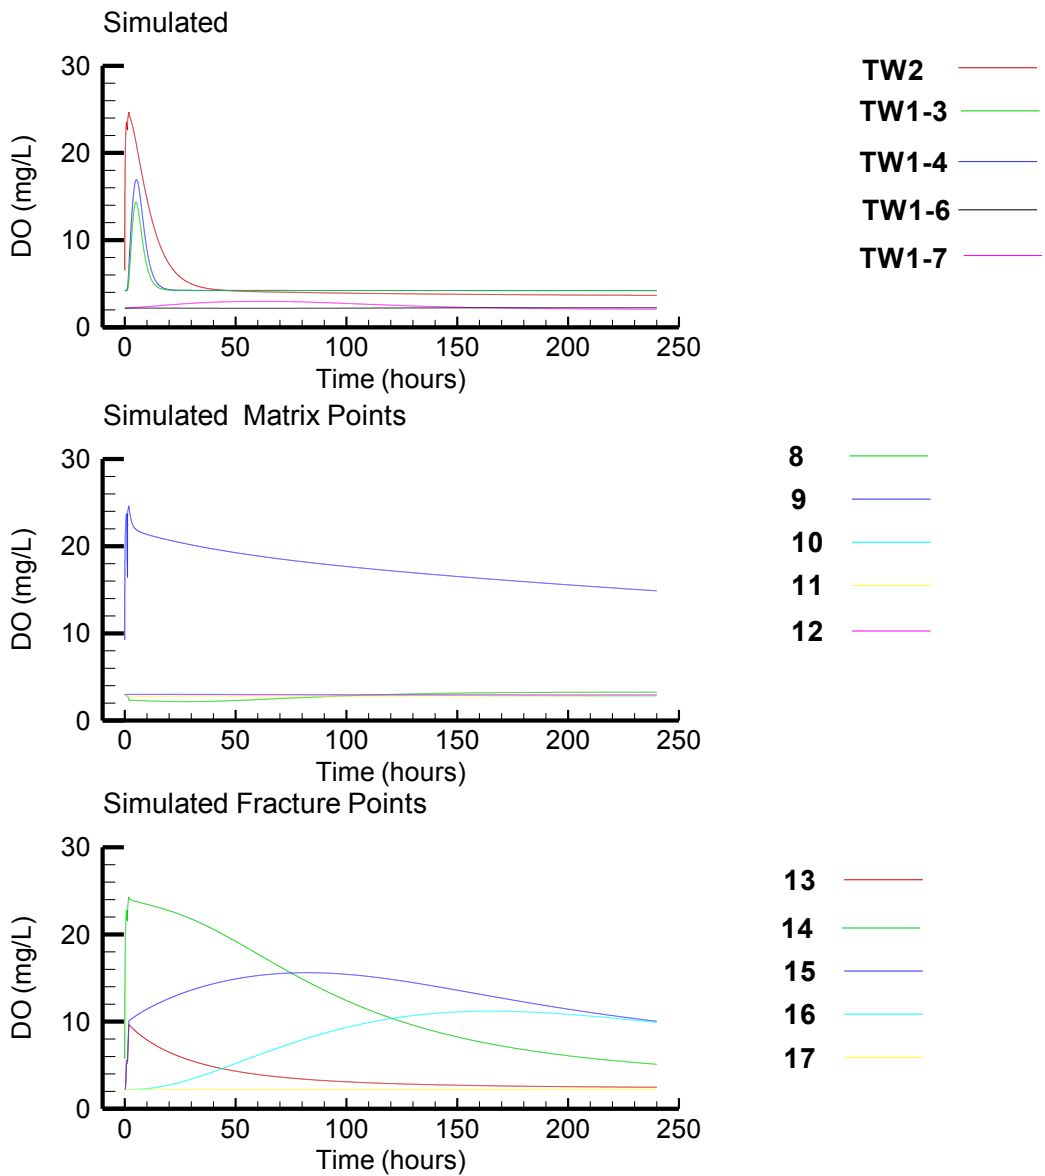 Simulated
30
20
10
0
DO (mg/L)
0 50 100 150 200 250
Time (hours)
TW2
TW1-3
TW1-4
TW1-6
TW1-7
Simulated Matrix Points
30
20
10
0
DO (mg/L)
0 50 100 150 200 250
Time (hours)
8
9
10
11
12
Simulated Fracture Points
30
20
10
0
DO (mg/L)
0 50 100 150 200 250
Time (hours)
13
14
15
16
17